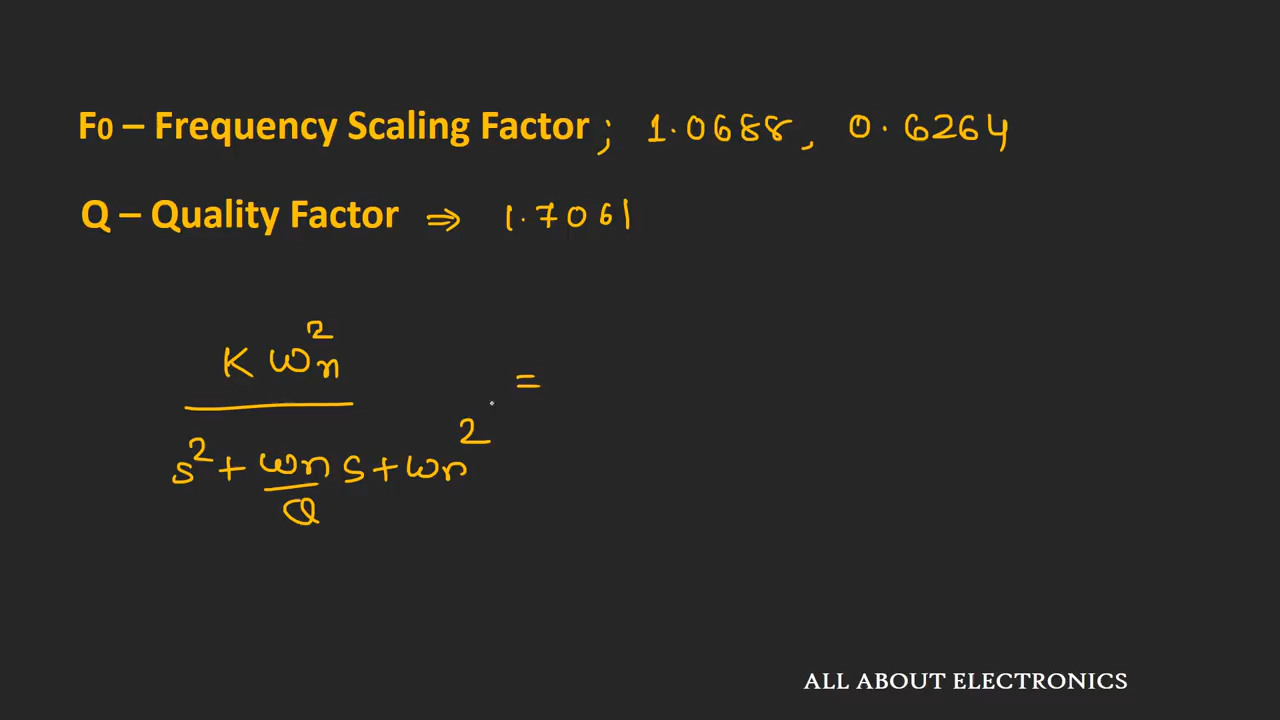 F0 – Frequency Scaling Factor ; 1.0688 , 0.6264
Q – Quality Factor ⇒ 1.7061
K ωn²
=
s² + ωn s + ωn²
Q
ALL ABOUT ELECTRONICS